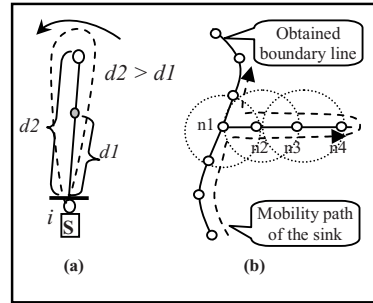 d2 > d1
d2
d1
i
S
(a)
Obtained
boundary line
n1
n2
n3
n4
Mobility path
of the sink
(b)